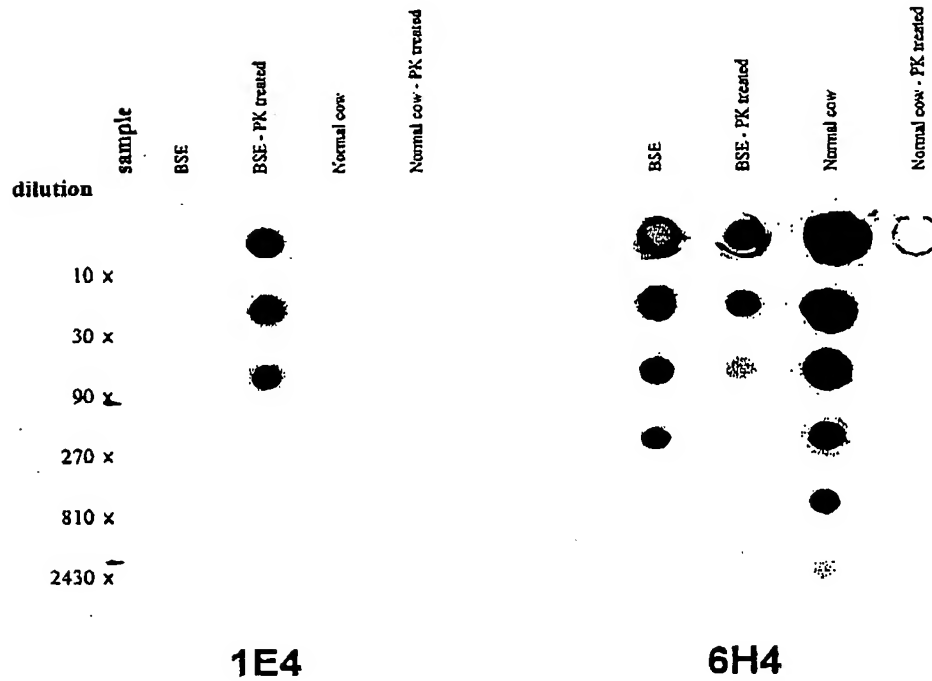 sample
BSE
BSE - PK treated
Normal cow
Normal cow - PK treated
BSE
BSE - PK treated
Normal cow
Normal cow - PK treated
dilution
10 x
30 x
90 x
270 x
810 x
2430 x
1E4
6H4